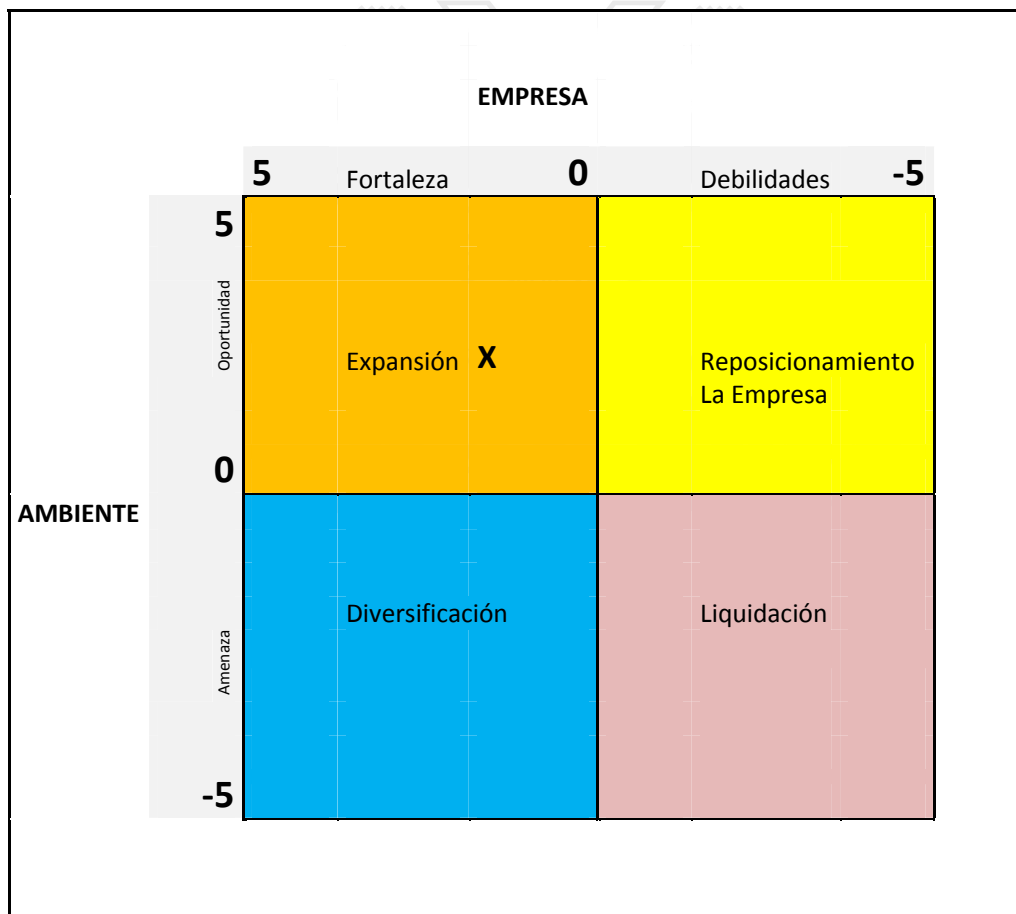 EMPRESA
5 Fortaleza 0 Debilidades -5
5
Oportunidad
Expansión X
Reposicionamiento
La Empresa
0
AMBIENTE
Diversificación
Liquidación
Amenaza
-5